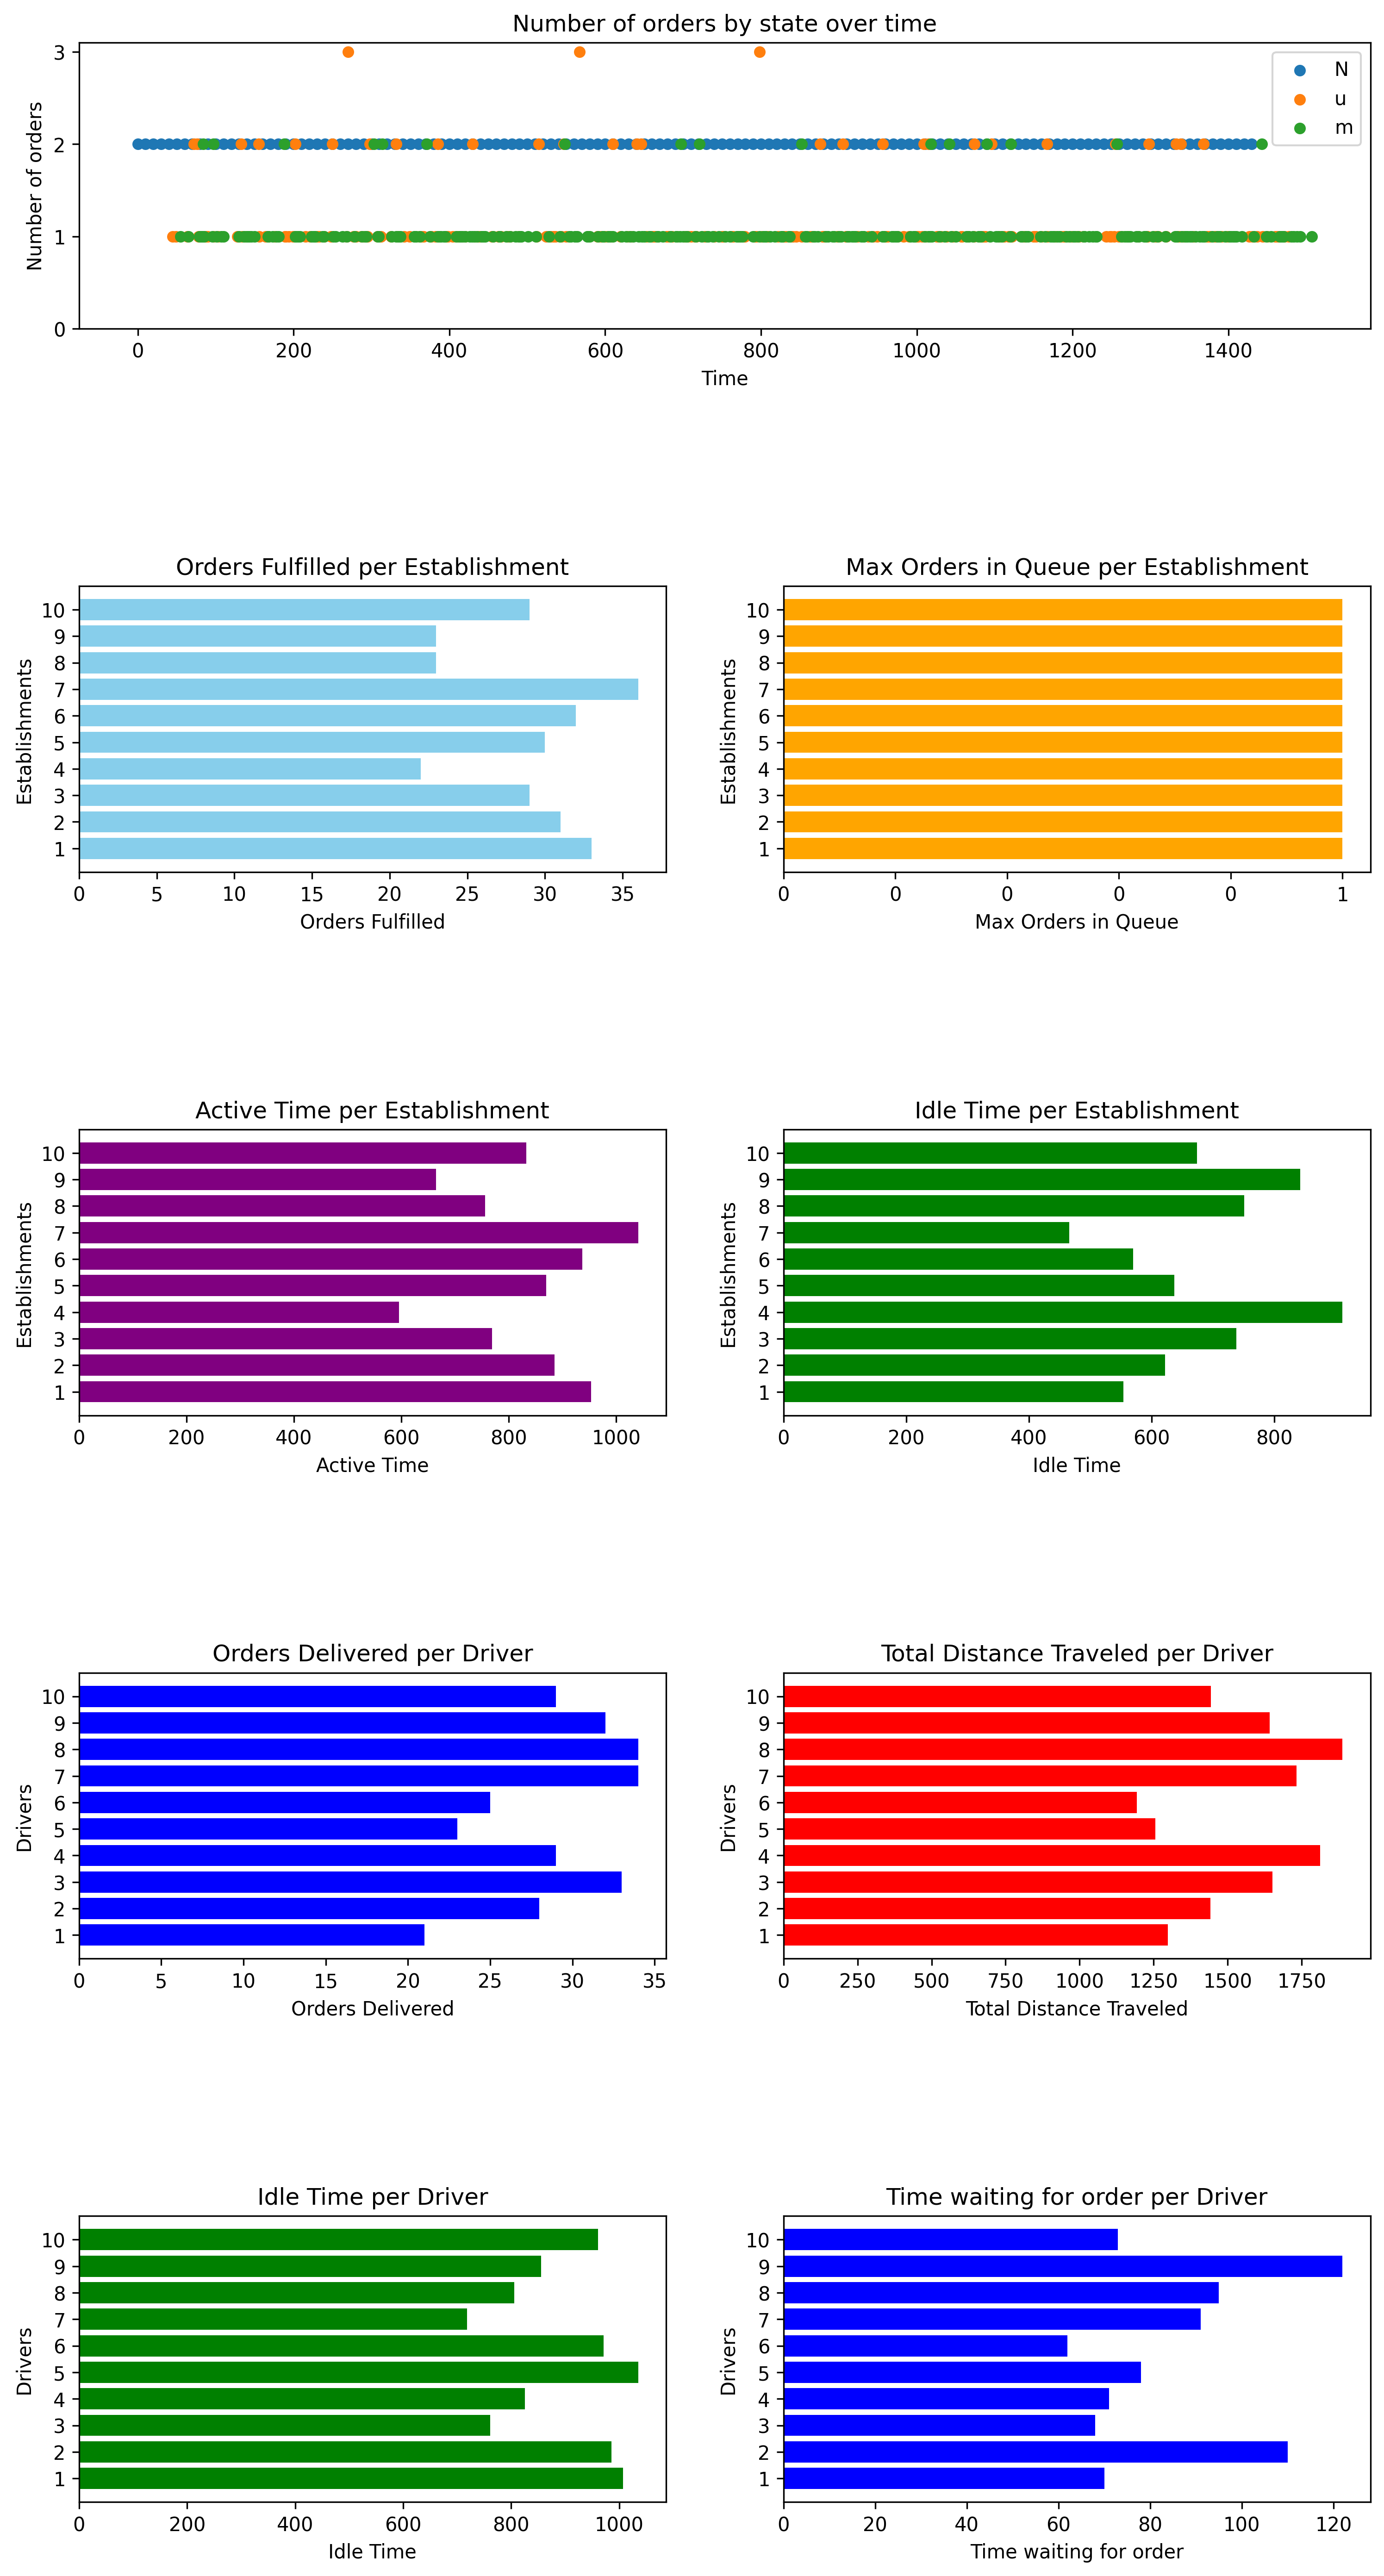 Number of orders by state over time
Number of orders
3
2
1
0
N
u
m
0 200 400 600 800 1000 1200 1400
Time
Orders Fulfilled per Establishment
Establishments
10
9
8
7
6
5
4
3
2
1
0 5 10 15 20 25 30 35
Orders Fulfilled
Max Orders in Queue per Establishment
Establishments
10
9
8
7
6
5
4
3
2
1
0 0 0 0 0 1
Max Orders in Queue
Active Time per Establishment
Establishments
10
9
8
7
6
5
4
3
2
1
0 200 400 600 800 1000
Active Time
Idle Time per Establishment
Establishments
10
9
8
7
6
5
4
3
2
1
0 200 400 600 800
Idle Time
Orders Delivered per Driver
Drivers
10
9
8
7
6
5
4
3
2
1
0 5 10 15 20 25 30 35
Orders Delivered
Total Distance Traveled per Driver
Drivers
10
9
8
7
6
5
4
3
2
1
0 250 500 750 1000 1250 1500 1750
Total Distance Traveled
Idle Time per Driver
Drivers
10
9
8
7
6
5
4
3
2
1
0 200 400 600 800 1000
Idle Time
Time waiting for order per Driver
Drivers
10
9
8
7
6
5
4
3
2
1
0 20 40 60 80 100 120
Time waiting for order